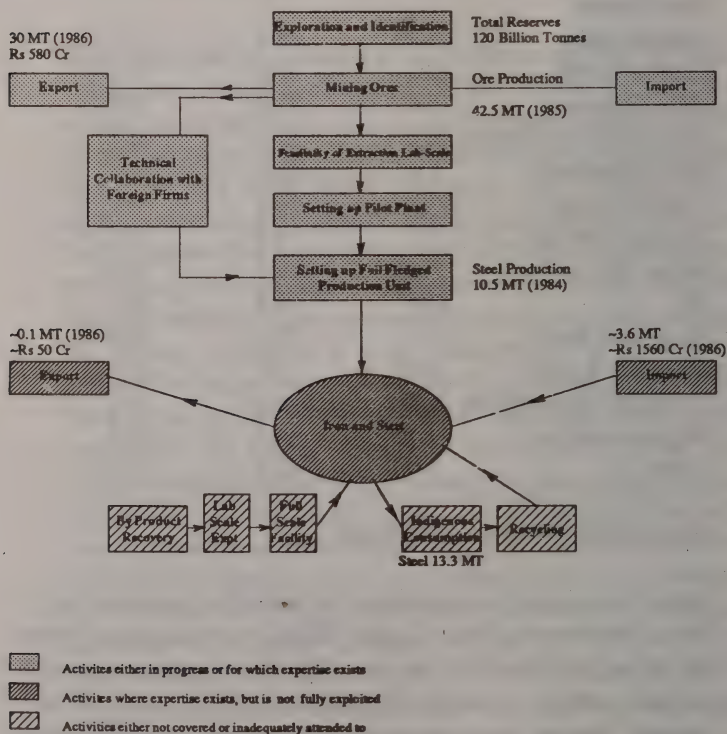 Exploration and Identification
Total Reserves
120 Billion Tonnes
30 MT (1986)
Rs 580 Cr
Export
Mining Ores
Ore Production
42.5 MT (1985)
Import
Technical
Collaboration with
Foreign Firms
Feasibility of Extraction Lab-Scale
Setting up Pilot Plant
Setting up Full Fledged
Production Unit
Steel Production
10.5 MT (1984)
~0.1 MT (1986)
~Rs 50 Cr
Export
~3.6 MT
~Rs 1560 Cr (1986)
Import
Iron and Steel
By Product
Recovery
Lab
Scale
Expt
Full
Scale
Facility
Indigenous
Consumption
Steel 13.3 MT
Recycling
Activites either in progress or for which expertise exists
Activites where expertise exists, but is not fully exploited
Activities either not covered or inadequately attended to